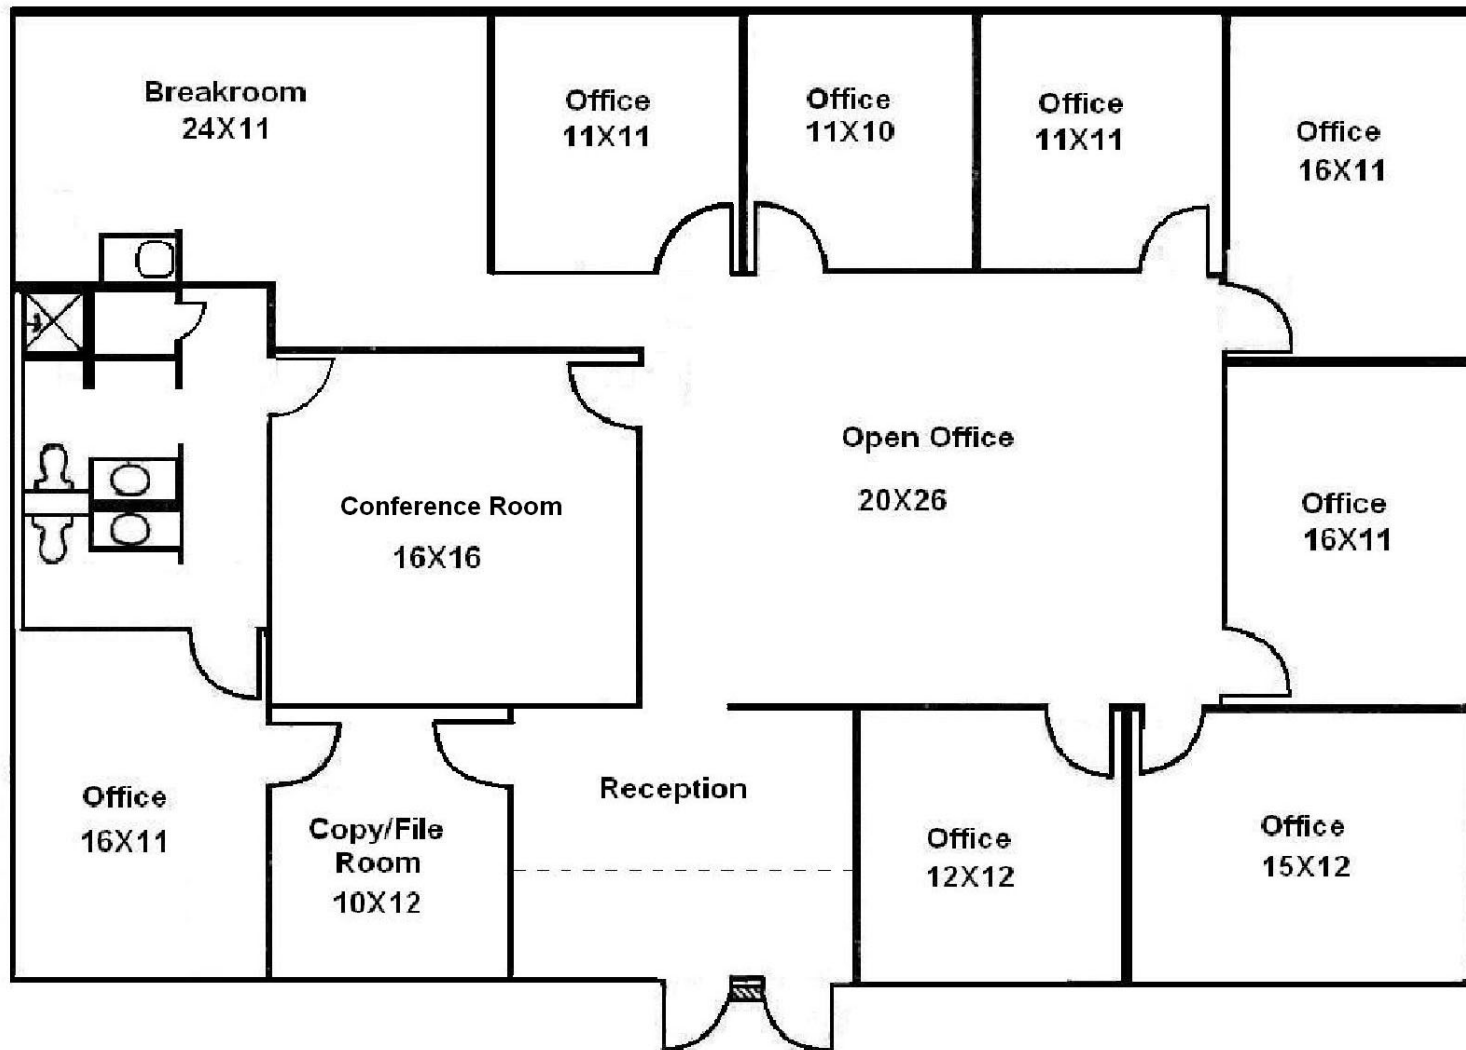 Breakroom
24X11
Office
11X11
Office
11X10
Office
11X11
Office
16X11
Open Office
20X26
Conference Room
16X16
Office
16X11
Office
16X11
Copy/File
Room
10X12
Reception
Office
12X12
Office
15X12